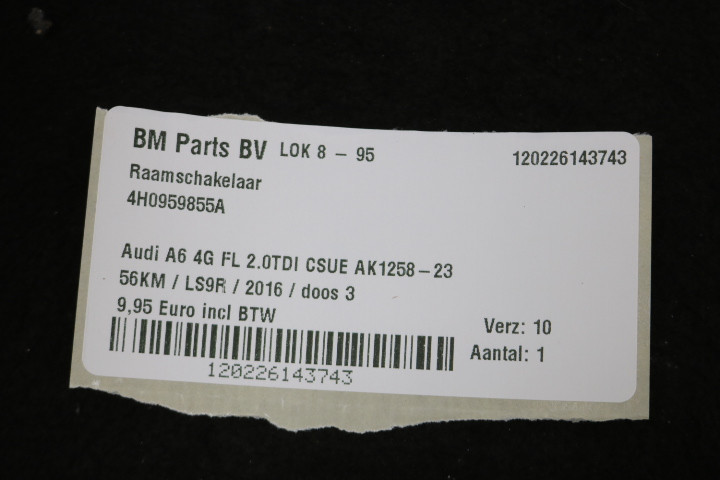 BM Parts BV LOK 8 - 95 120226143743
Raamschakelaar
4H0959855A
Audi A6 4G FL 2.0TDI CSUE AK1258-23
56KM / LS9R / 2016 / doos 3
9,95 Euro incl BTW
Verz: 10
Aantal: 1
120226143743